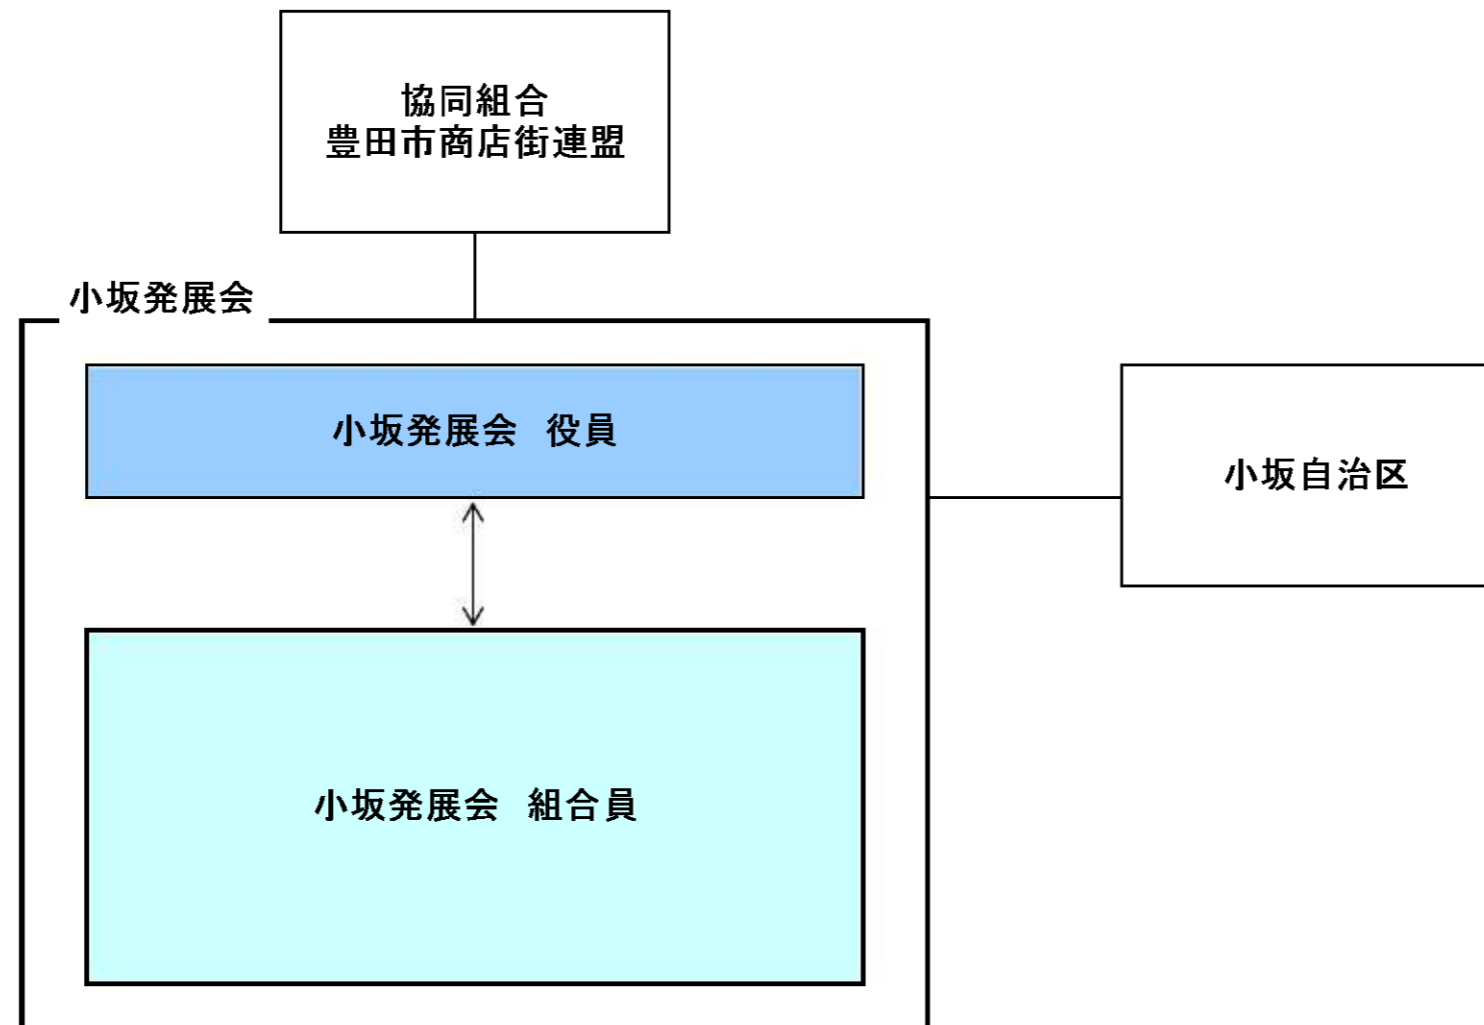 協同組合
豊田市商店街連盟
小坂発展会
小坂発展会　役員
小坂自治区
小坂発展会　組合員